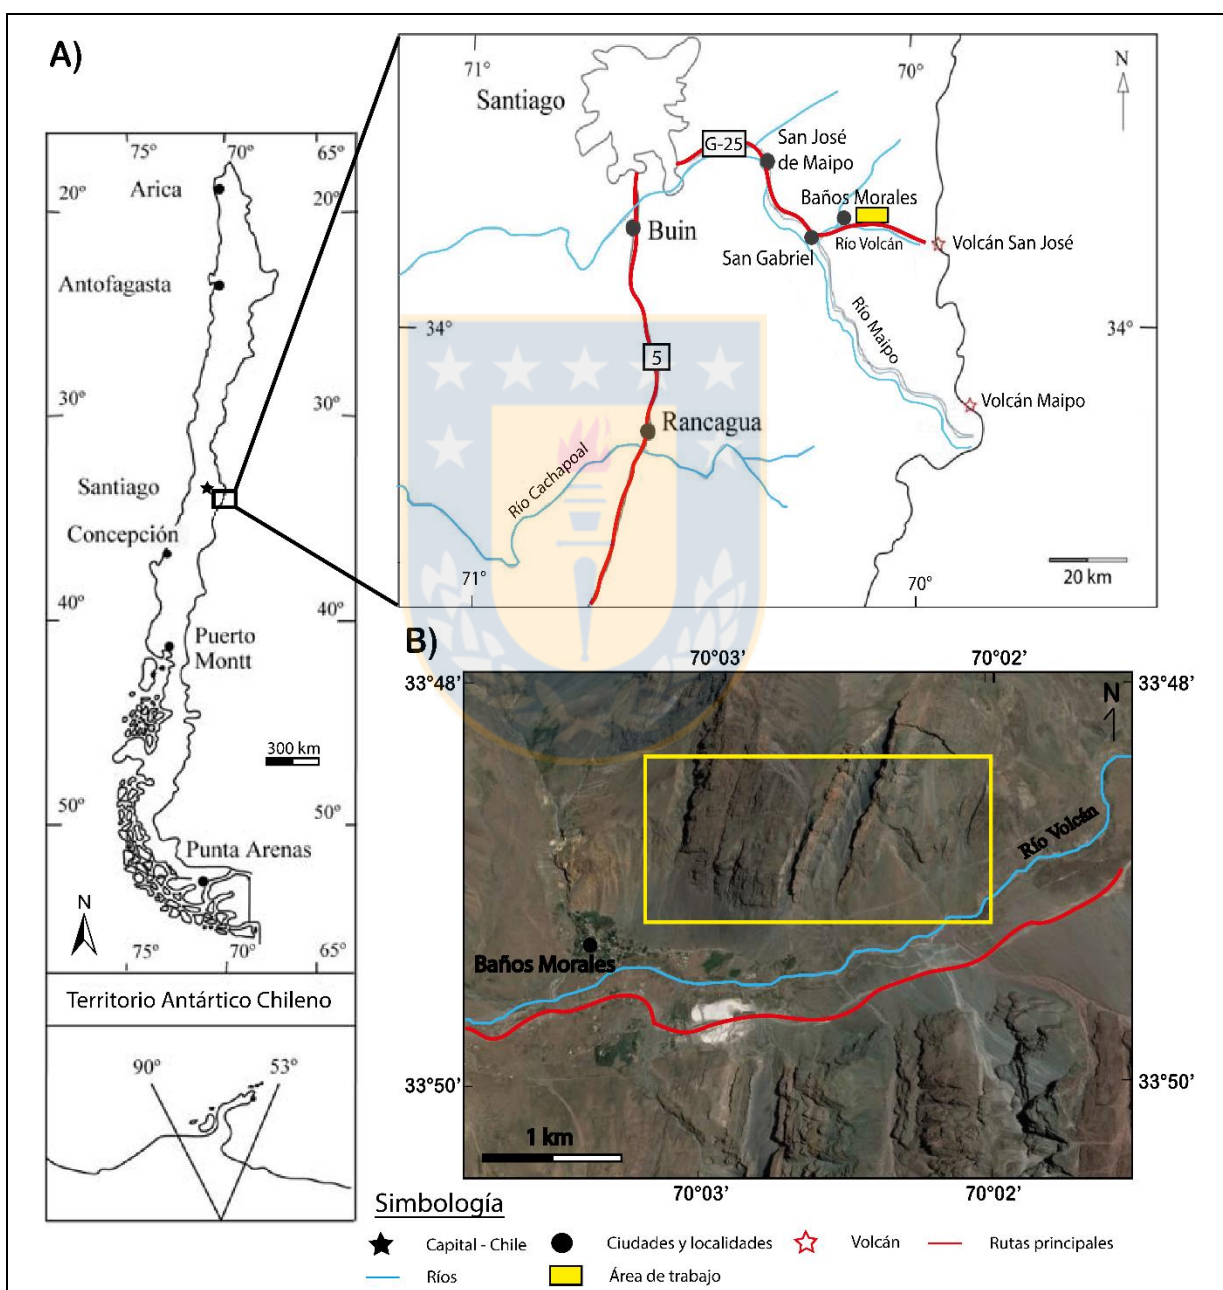 A)
75°
70°
65°
20°
20°
Arica
Antofagasta
30°
30°
Santiago
Concepción
40°
40°
Puerto
Montt
300 km
50°
50°
Punta Arenas
N
75°
70°
65°
Territorio Antártico Chileno
90°
53°
71°
70°
N
Santiago
G-25
San José
de Maipo
Baños Morales
Buin
Río Volcán
Volcán San José
San Gabriel
34°
34°
Río Maipo
5
Volcán Maipo
Rancagua
Río Cachapoal
71°
70°
20 km
B)
70°03'
70°02'
33°48'
33°48'
N
Río Volcán
Baños Morales
33°50'
33°50'
1 km
70°03'
70°02'
Simbología
Capital - Chile
Ciudades y localidades
Volcán
Rutas principales
Ríos
Área de trabajo